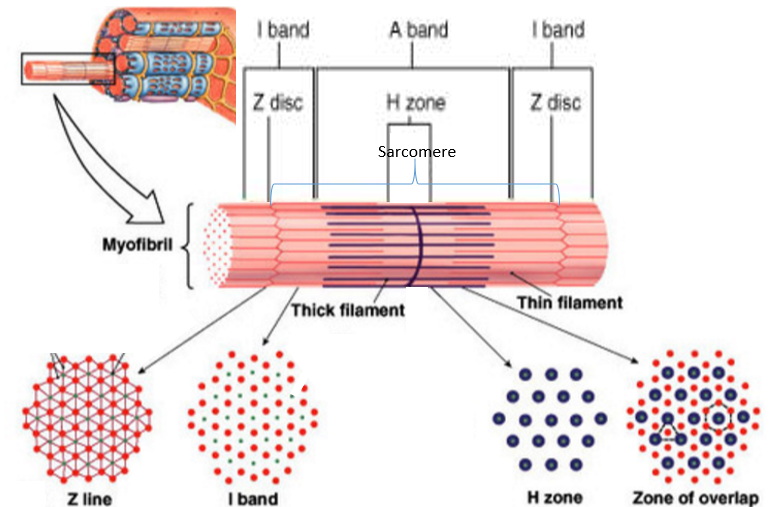 I band
A band
I band
Z disc
H zone
Z disc
Sarcomere
Myofibril
Thick filament
Thin filament
Z line
I band
H zone
Zone of overlap